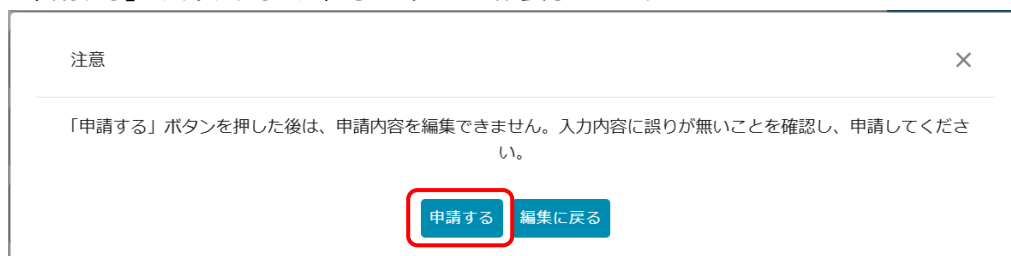 注意
「申請する」ボタンを押した後は、申請内容を編集できません。入力内容に誤りが無いことを確認し、申請してくださ
い。
申請する 編集に戻る